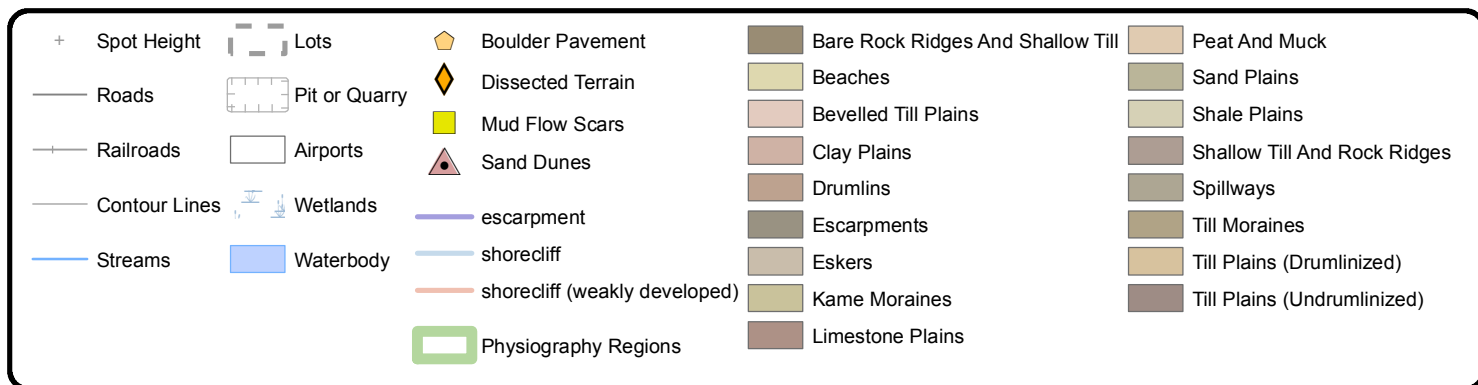 Spot Height
Roads
Railroads
Contour Lines
Streams
Lots
Pit or Quarry
Airports
Wetlands
Waterbody
Boulder Pavement
Dissected Terrain
Mud Flow Scars
Sand Dunes
escarpment
shorecliff
shorecliff (weakly developed)
Physiography Regions
Bare Rock Ridges And Shallow Till
Beaches
Bevelled Till Plains
Clay Plains
Drumlins
Escarpments
Eskers
Kame Moraines
Limestone Plains
Peat And Muck
Sand Plains
Shale Plains
Shallow Till And Rock Ridges
Spillways
Till Moraines
Till Plains (Drumlinized)
Till Plains (Undrumlinized)